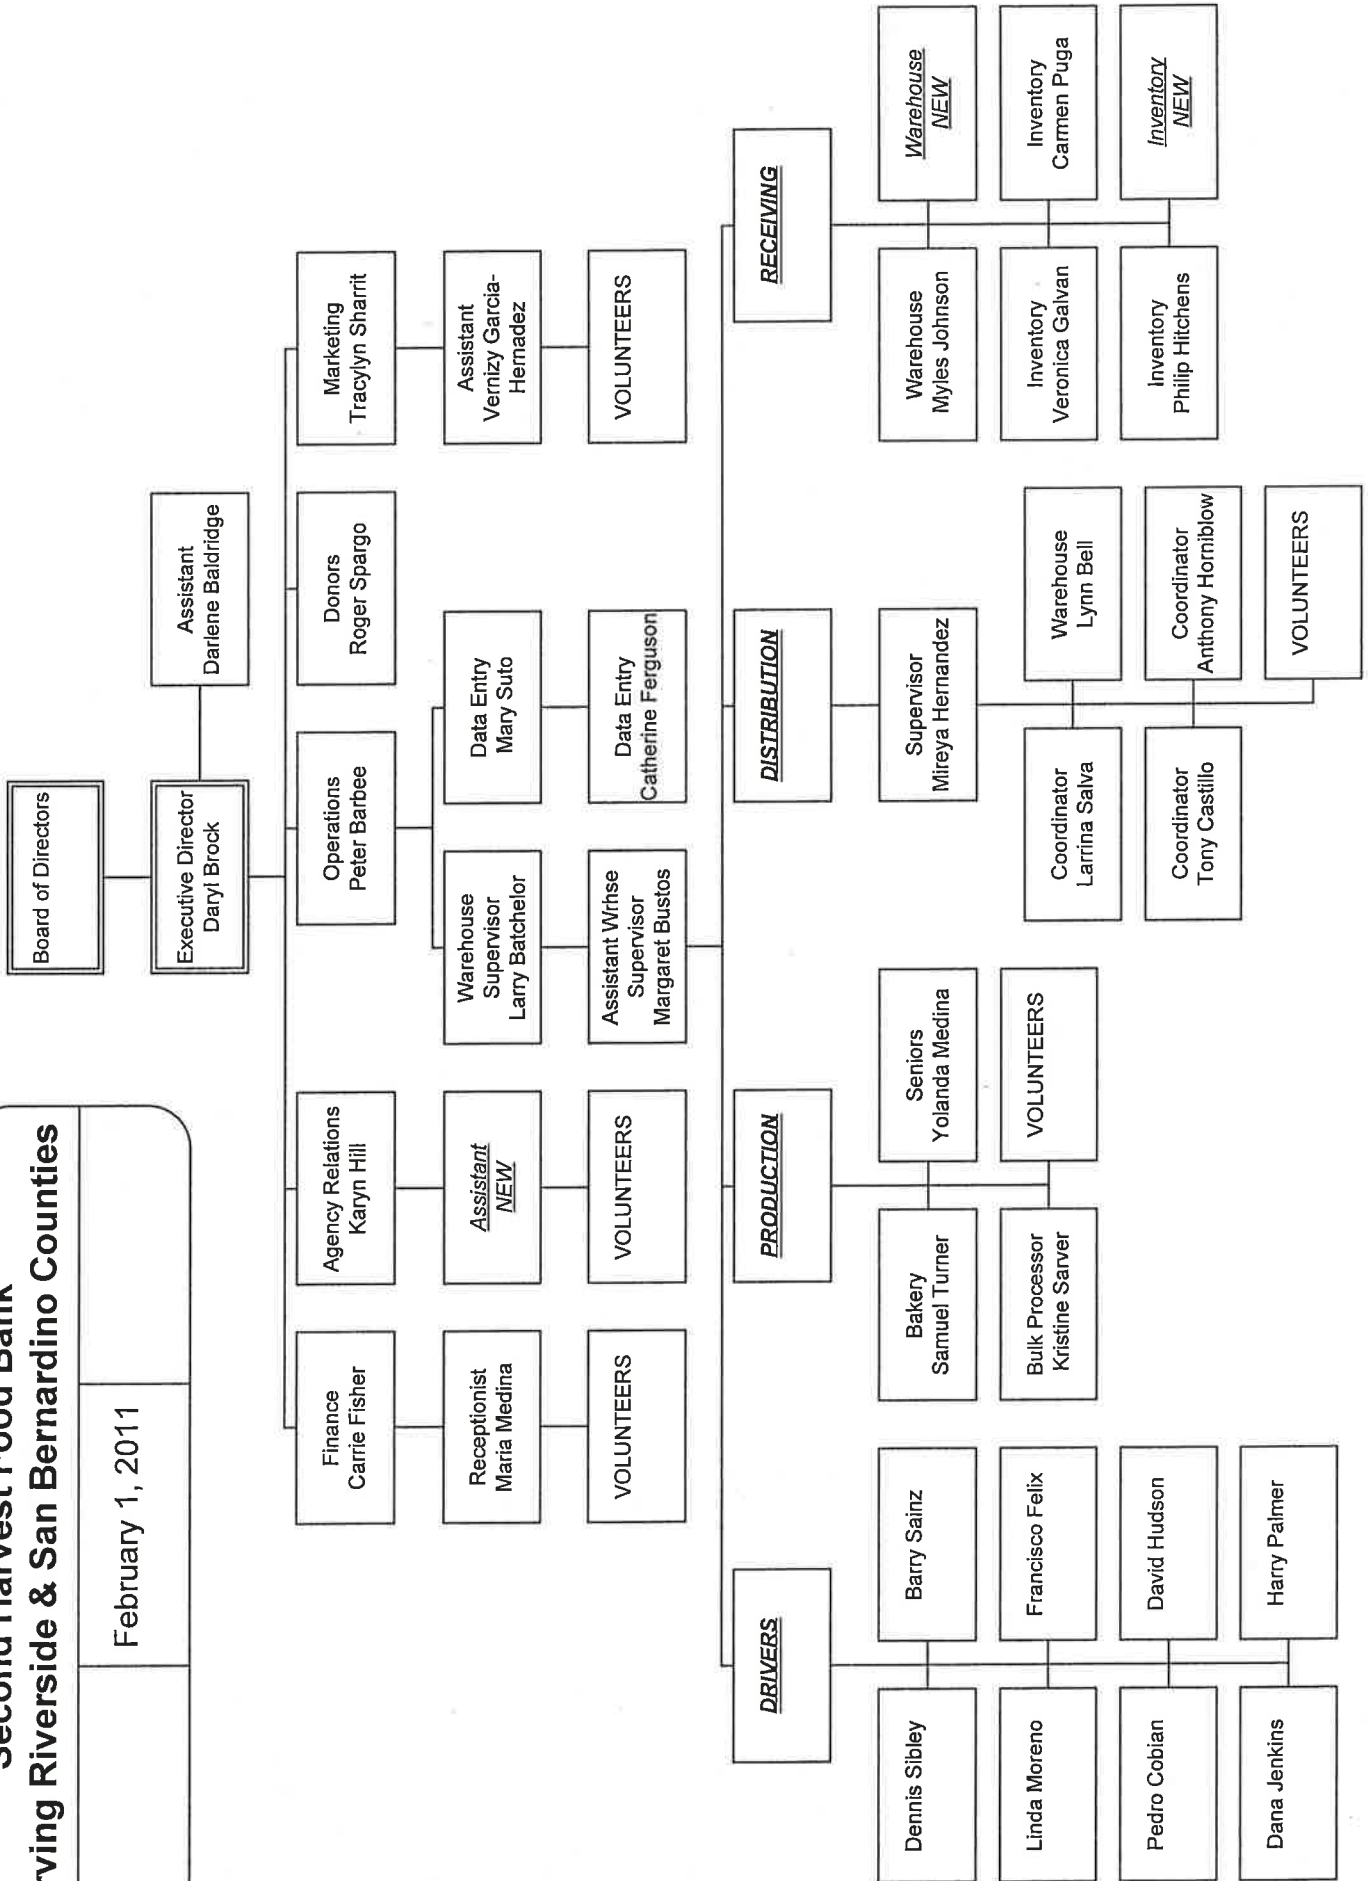 Second Harvest Food Bank
ving Riverside & San Bernardino Counties
February 1, 2011
Board of Directors
Executive Director
Daryl Brock
Assistant
Darlene Baldridge
Finance
Carrie Fisher
Agency Relations
Karyn Hill
Operations
Peter Barbee
Donors
Roger Spargo
Marketing
Tracylyn Sharrit
Receptionist
Maria Medina
Assistant
NEW
Warehouse
Supervisor
Larry Batchelor
Data Entry
Mary Suto
Assistant
Vernizy Garcia-
Hernadez
VOLUNTEERS
VOLUNTEERS
Assistant Wrhse
Supervisor
Margaret Bustos
Data Entry
Catherine Ferguson
VOLUNTEERS
DRIVERS
PRODUCTION
DISTRIBUTION
RECEIVING
Dennis Sibley
Barry Sainz
Bakery
Samuel Turner
Seniors
Yolanda Medina
Supervisor
Mireya Hernandez
Warehouse
Myles Johnson
Warehouse
NEW
Linda Moreno
Francisco Felix
Bulk Processor
Kristine Sarver
VOLUNTEERS
Coordinator
Larrina Salva
Warehouse
Lynn Bell
Inventory
Veronica Galvan
Inventory
Carmen Puga
Pedro Cobian
David Hudson
Coordinator
Tony Castillo
Coordinator
Anthony Horniblow
Inventory
Philip Hitchens
Inventory
NEW
Dana Jenkins
Harry Palmer
VOLUNTEERS